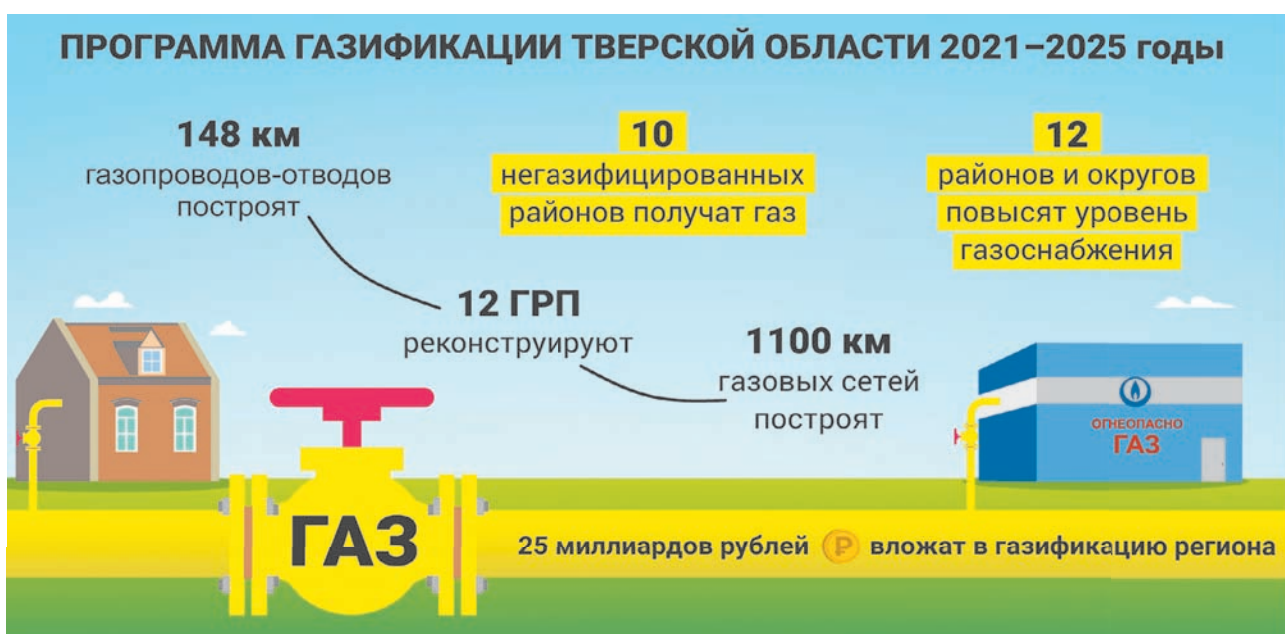 ПРОГРАММА ГАЗИФИКАЦИИ ТВЕРСКОЙ ОБЛАСТИ 2021–2025 годы
148 км
газопроводов-отводов
построят
10
негазифицированных
районов получат газ
12
районов и округов
повысят уровень
газоснабжения
12 ГРП
реконструируют
1100 км
газовых сетей
построят
ОГНЕОПАСНО
ГАЗ
ГАЗ
25 миллиардов рублей ₽ вложат в газификацию региона